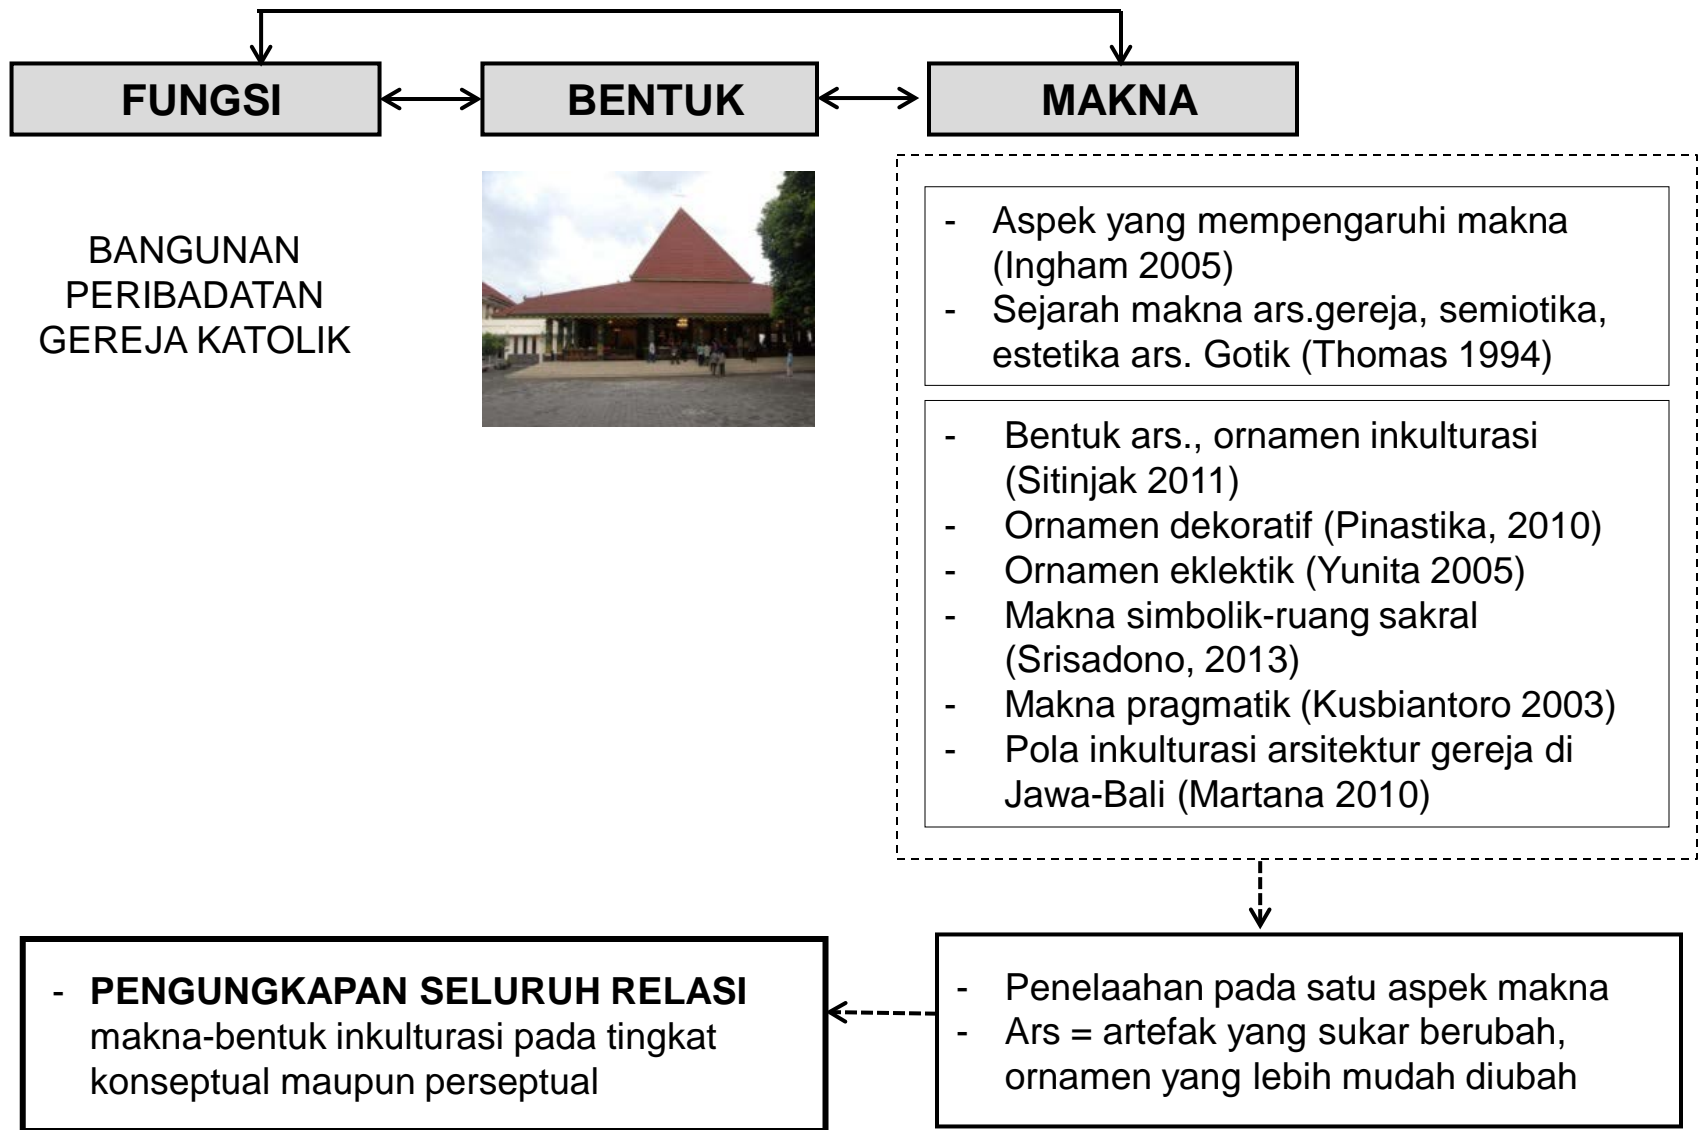 FUNGSI
BENTUK
MAKNA
BANGUNAN
PERIBADATAN
GEREJA KATOLIK
- Aspek yang mempengaruhi makna
(Ingham 2005)
- Sejarah makna ars.gereja, semiotika,
estetika ars. Gotik (Thomas 1994)
- Bentuk ars., ornamen inkulturasi
(Sitinjak 2011)
- Ornamen dekoratif (Pinastika, 2010)
- Ornamen eklektik (Yunita 2005)
- Makna simbolik-ruang sakral
(Srisadono, 2013)
- Makna pragmatik (Kusbiantoro 2003)
- Pola inkulturasi arsitektur gereja di
Jawa-Bali (Martana 2010)
- Penelaahan pada satu aspek makna
- Ars = artefak yang sukar berubah,
ornamen yang lebih mudah diubah
- PENGUNGKAPAN SELURUH RELASI
makna-bentuk inkulturasi pada tingkat
konseptual maupun perseptual